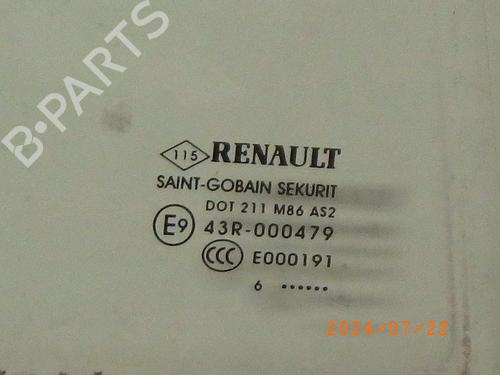 B-PARTS
115 RENAULT
SAINT-GOBAIN SEKURIT
DOT 211 M86 AS2
E9 43R-000479
CCC E000191
6 ......
2024/07/22